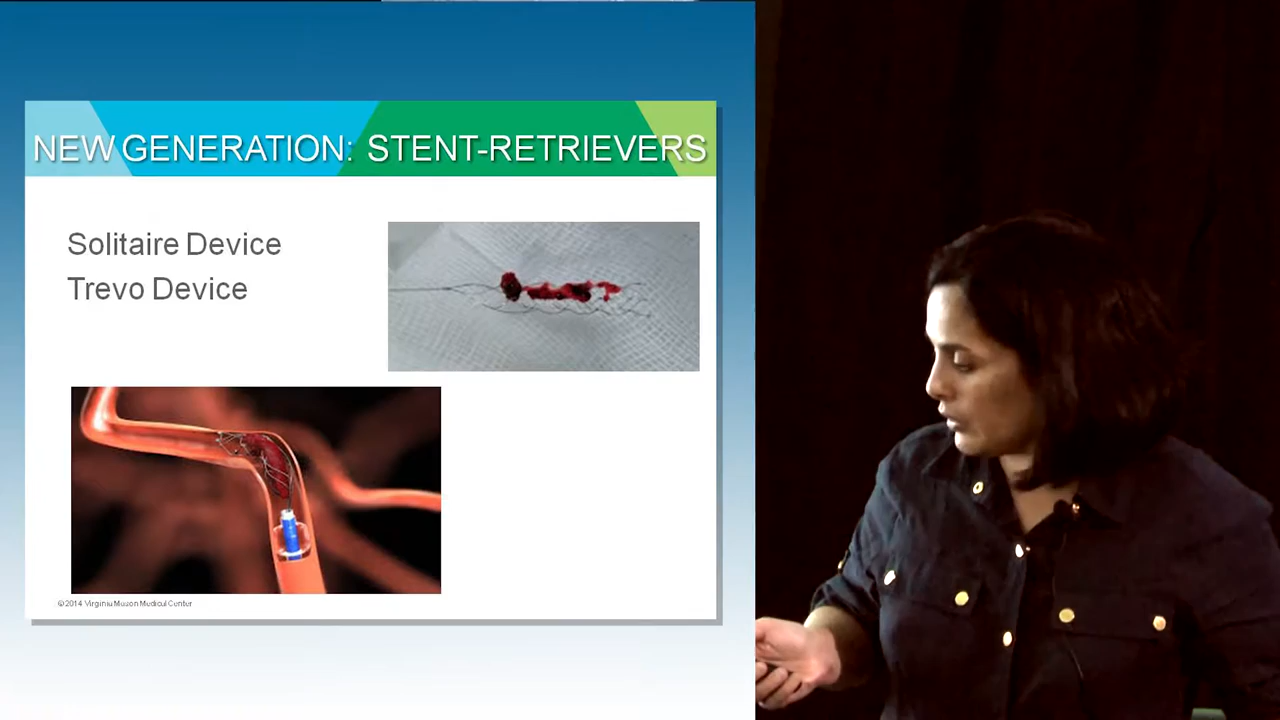 NEW GENERATION: STENT-RETRIEVERS
Solitaire Device
Trevo Device
© 2014 Virginia Mason Medical Center